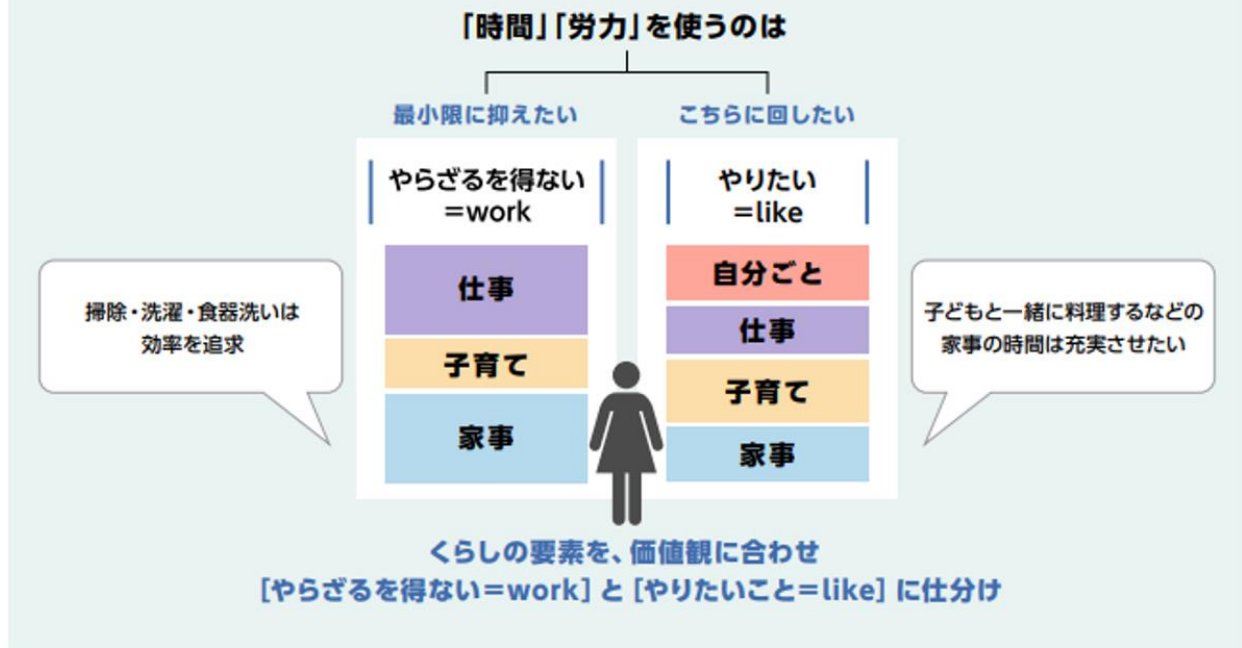 「時間」「労力」を使うのは
最小限に抑えたい
こちらに回したい
やらざるを得ない
=work
やりたい
=like
仕事
子育て
家事
自分ごと
仕事
子育て
家事
掃除・洗濯・食器洗いは
効率を追求
子どもと一緒に料理するなどの
家事の時間は充実させたい
くらしの要素を、価値観に合わせ
[やらざるを得ない=work] と [やりたいこと=like] に仕分け